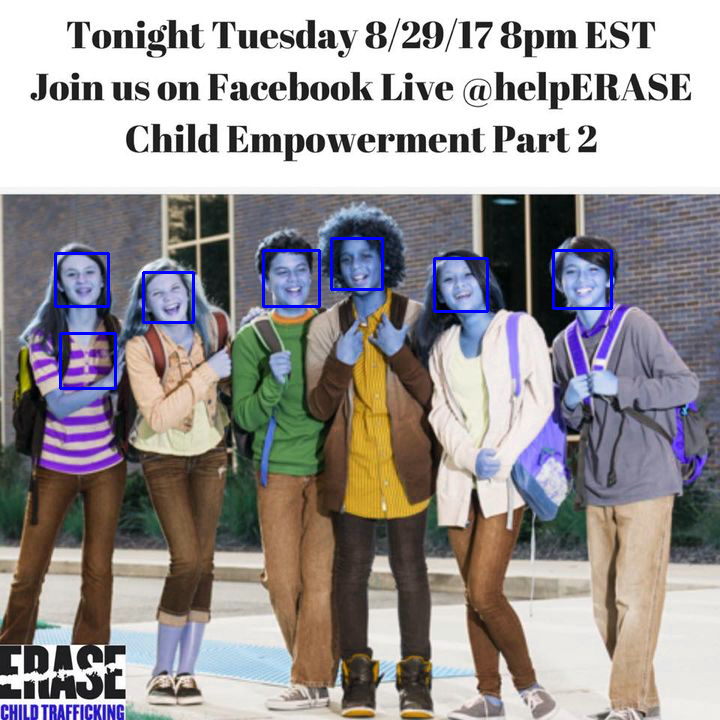 Tonight Tuesday 8/29/17 8pm EST
Join us on Facebook Live @helpERASE
Child Empowerment Part 2
ERASE
CHILD TRAFFICKING